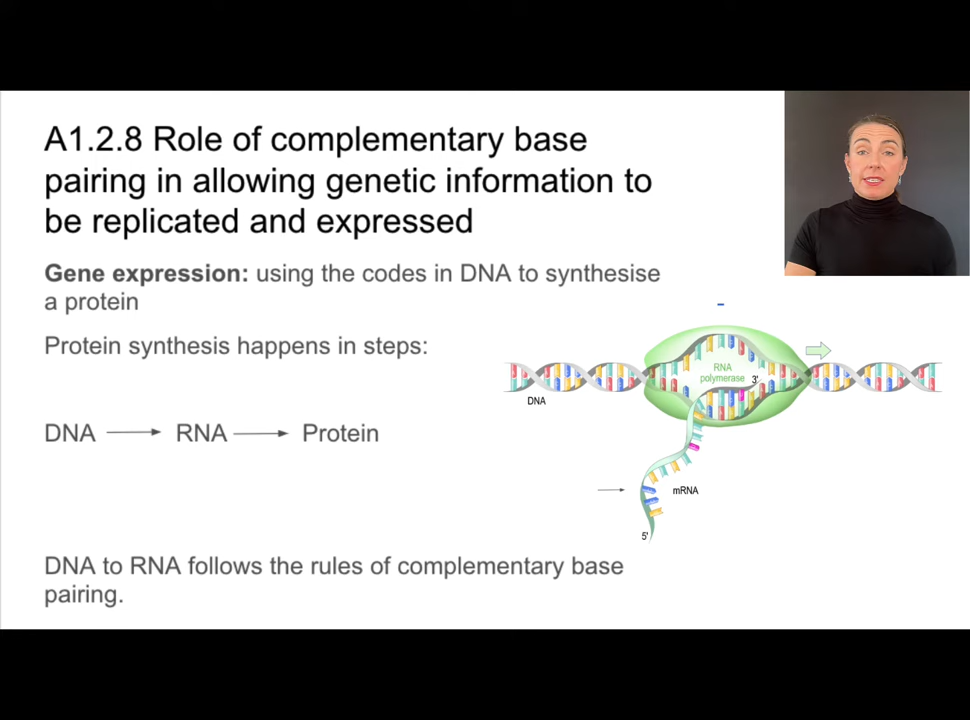 A1.2.8 Role of complementary base
pairing in allowing genetic information to
be replicated and expressed
Gene expression: using the codes in DNA to synthesise
a protein
Protein synthesis happens in steps:
DNA → RNA → Protein
RNA
polymerase
3'
DNA
mRNA
5'
DNA to RNA follows the rules of complementary base
pairing.